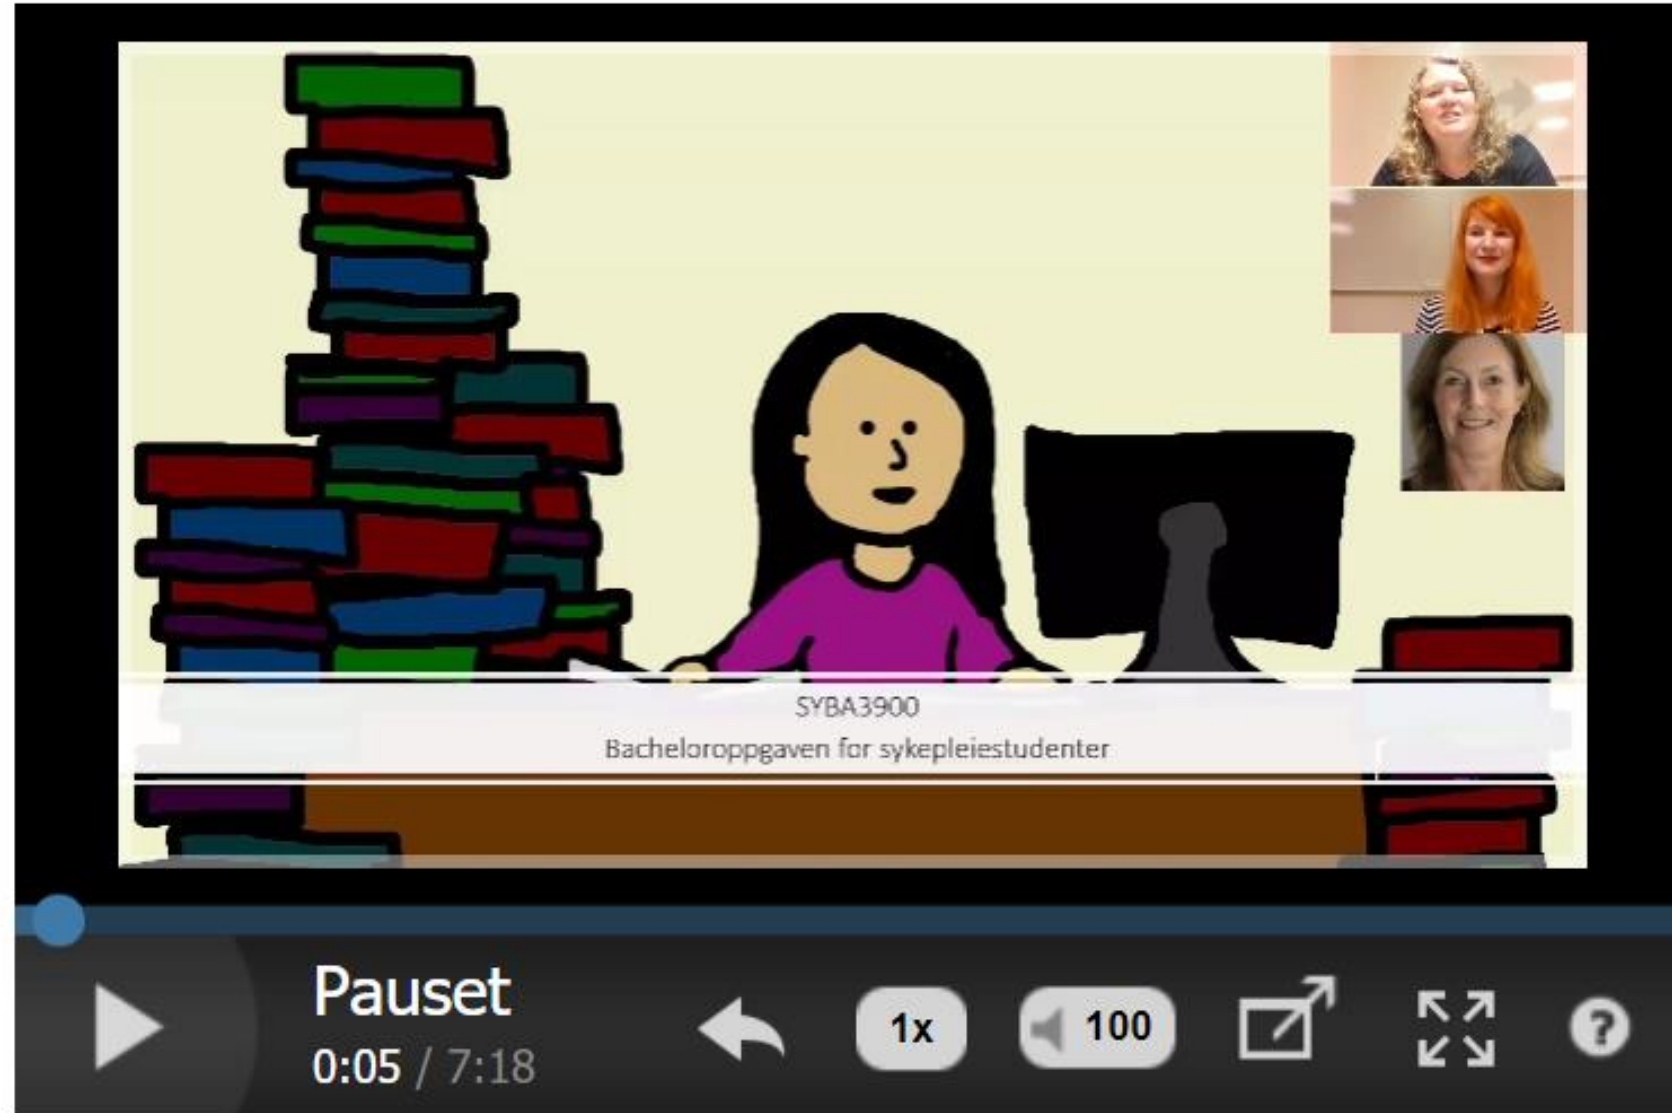 SYBA3900
Bacheloroppgaven for sykepleiestudenter
Pauset
0:05 / 7:18
1x
100
?